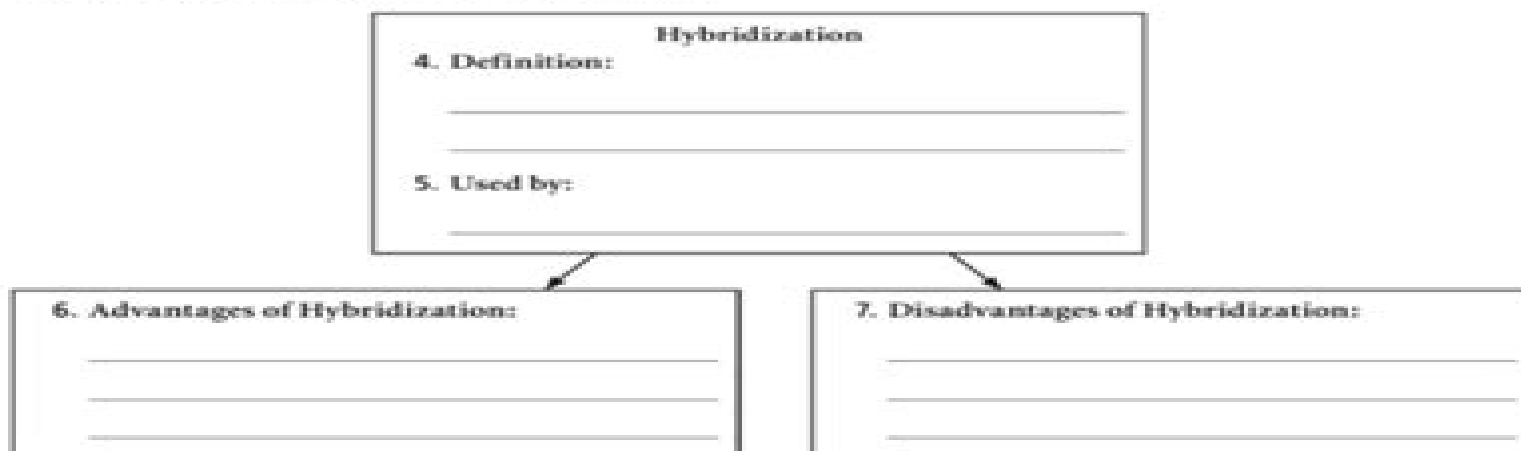 Hybridization
4. Definition:
5. Used by:
6. Advantages of Hybridization:
7. Disadvantages of Hybridization: